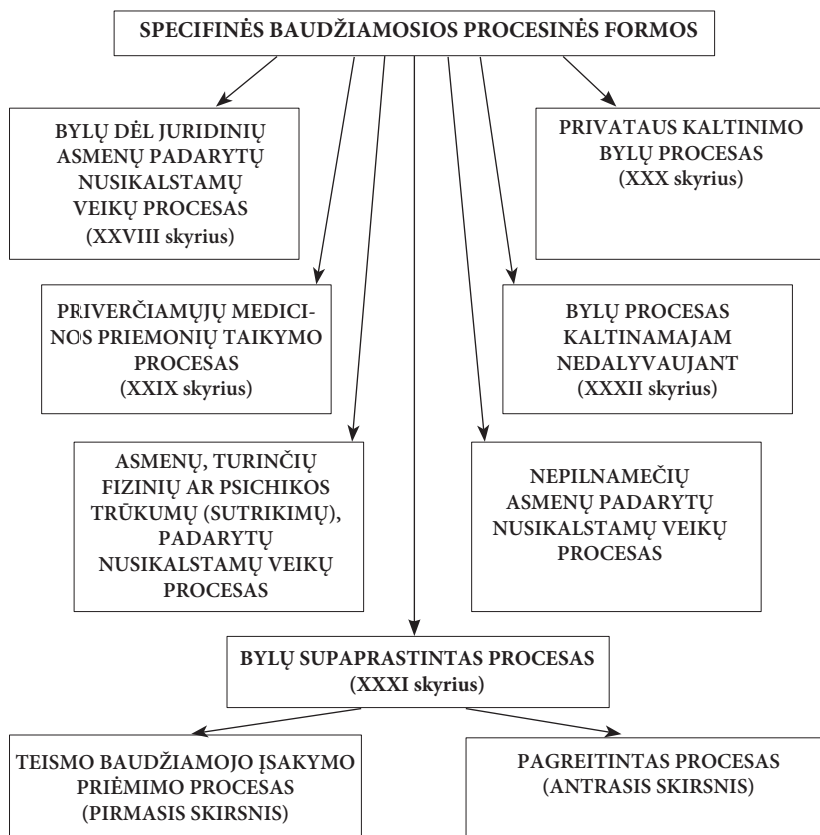 SPECIFINĖS BAUDŽIAMOSIOS PROCESINĖS FORMOS
BYLŲ DĖL JURIDINIŲ
ASMENŲ PADARYTŲ
NUSIKALSTAMŲ
VEIKŲ PROCESAS
(XXVIII skyrius)
PRIVATAUS KALTINIMO
BYLŲ PROCESAS
(XXX skyrius)
PRIVERČIAMŲJŲ MEDICI-
NOS PRIEMONIŲ TAIKYMO
PROCESAS
(XXIX skyrius)
BYLŲ PROCESAS
KALTINAMAJAM
NEDALYVAUJANT
(XXXII skyrius)
ASMENŲ, TURINČIŲ
FIZINIŲ AR PSICHIKOS
TRŪKUMŲ (SUTRIKIMŲ),
PADARYTŲ
NUSIKALSTAMŲ VEIKŲ
PROCESAS
NEPILNAMEČIŲ
ASMENŲ PADARYTŲ
NUSIKALSTAMŲ VEIKŲ
PROCESAS
BYLŲ SUPAPRASTINTAS PROCESAS
(XXXI skyrius)
TEISMO BAUDŽIAMOJO ĮSAKYMO
PRIĖMIMO PROCESAS
(PIRMASIS SKIRSNIS)
PAGREITINTAS PROCESAS
(ANTRASIS SKIRSNIS)